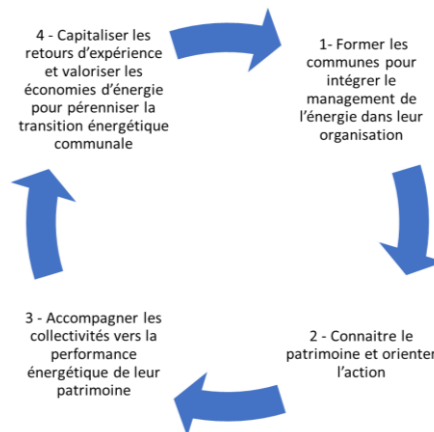 4 - Capitaliser les
retours d'expérience
et valoriser les
économies d'énergie
pour pérenniser la
transition énergétique
communale
1- Former les
communes pour
intégrer le
management de
l'énergie dans leur
organisation
2 - Connaitre le
patrimoine et orienter
l'action
3 - Accompagner les
collectivités vers la
performance
énergétique de leur
patrimoine